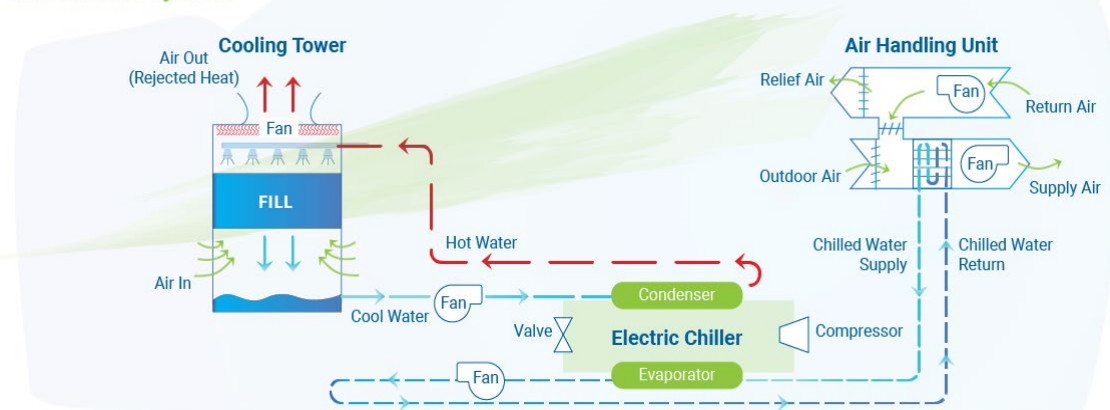 Cooling Tower
Air Out
(Rejected Heat)
Fan
FILL
Air In
Hot Water
Cool Water
Fan
Condenser
Valve
Electric Chiller
Compressor
Evaporator
Fan
Air Handling Unit
Relief Air
Fan
Return Air
Outdoor Air
Fan
Supply Air
Chilled Water
Supply
Chilled Water
Return